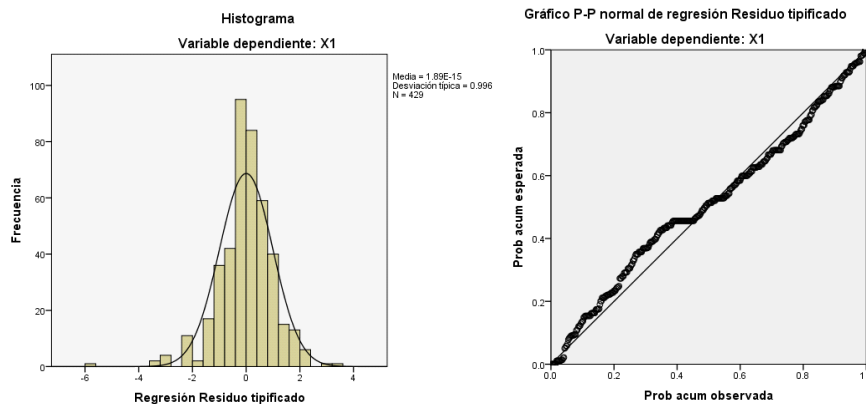 Histograma
Variable dependiente: X1
Media = 1.89E-15
Desviación típica = 0.996
N = 429
Frecuencia
100
80
60
40
20
0
-6
-4
-2
0
2
4
Regresión Residuo tipificado
Gráfico P-P normal de regresión Residuo tipificado
Variable dependiente: X1
Prob acum esperada
1.0
0.8
0.6
0.4
0.2
0.0
0.0
0.2
0.4
0.6
0.8
Prob acum observada